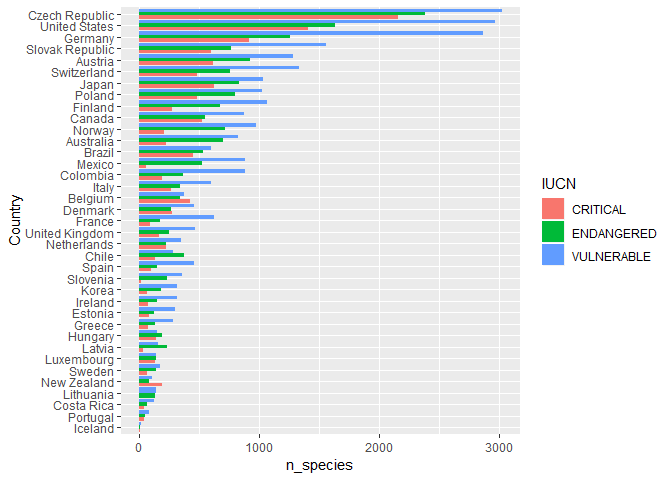 Country
Czech Republic
United States
Germany
Slovak Republic
Austria
Switzerland
Japan
Poland
Finland
Canada
Norway
Australia
Brazil
Mexico
Colombia
Italy
Belgium
Denmark
France
United Kingdom
Netherlands
Chile
Spain
Slovenia
Korea
Ireland
Estonia
Greece
Hungary
Latvia
Luxembourg
Sweden
New Zealand
Lithuania
Costa Rica
Portugal
Iceland
0 1000 2000 3000
n_species
IUCN
CRITICAL
ENDANGERED
VULNERABLE